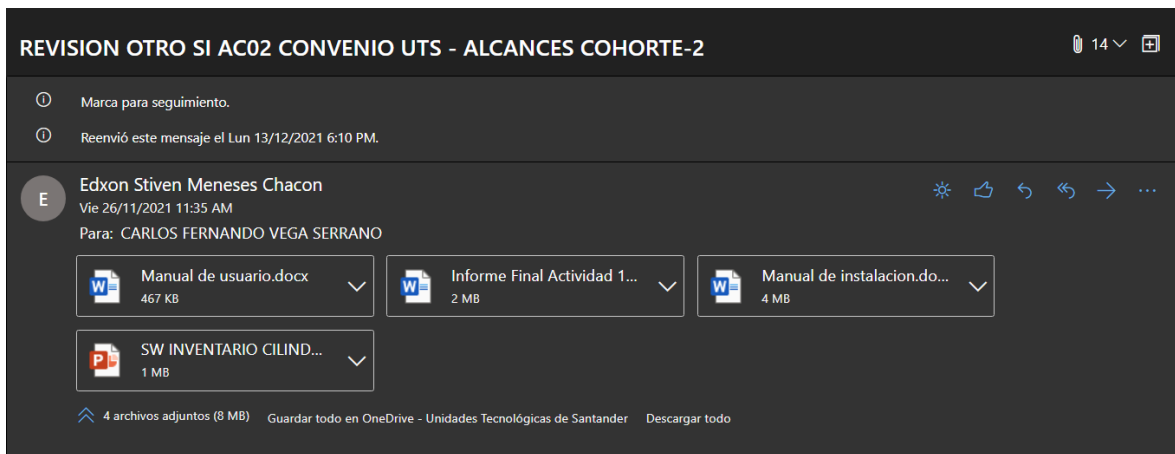 REVISION OTRO SI AC02 CONVENIO UTS - ALCANCES COHORTE-2
14
Marca para seguimiento.
Reenvió este mensaje el Lun 13/12/2021 6:10 PM.
E
Edxon Stiven Meneses Chacon
Vie 26/11/2021 11:35 AM
Para: CARLOS FERNANDO VEGA SERRANO
Manual de usuario.docx
467 KB
Informe Final Actividad 1...
2 MB
Manual de instalacion.do...
4 MB
SW INVENTARIO CILIND...
1 MB
4 archivos adjuntos (8 MB) Guardar todo en OneDrive - Unidades Tecnológicas de Santander Descargar todo